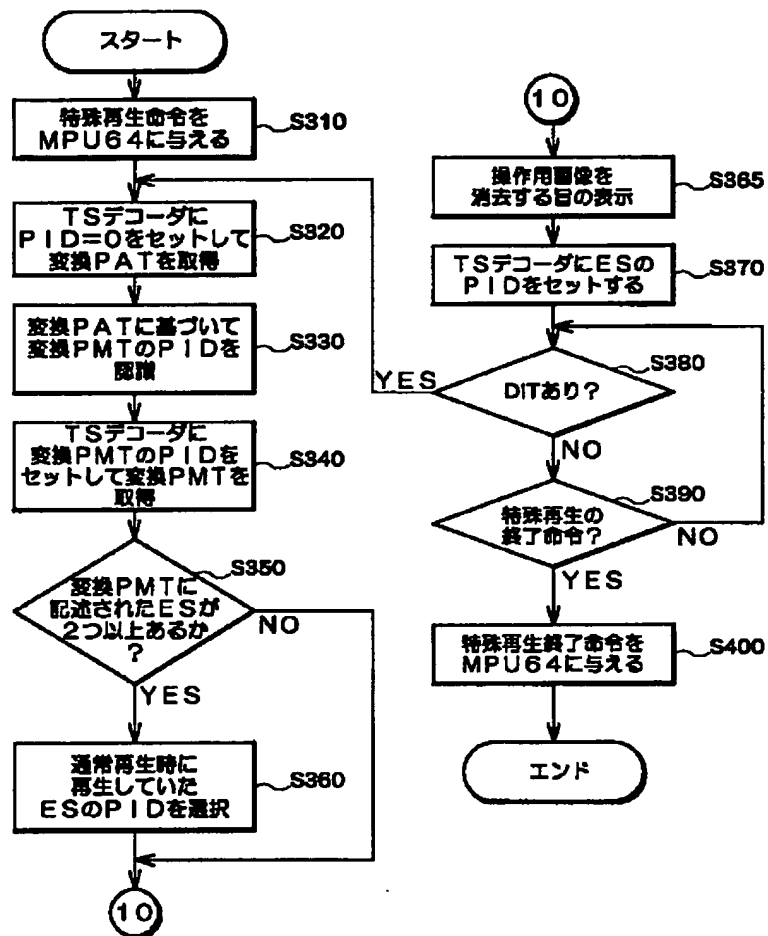 スタート
特殊再生命令を
MPU64に与える
S310
TSデコーダに
PID=0をセットして
変換PATを取得
S320
変換PATに基づいて
変換PMTのPIDを
認識
S330
TSデコーダに
変換PMTのPIDを
セットして変換PMTを
取得
S340
変換PMTに
記述されたESが
2つ以上あるか
?
S350
NO
YES
通常再生時に
再生していた
ESのPIDを選択
S360
10
10
操作用画像を
消去する旨の表示
S365
TSデコーダにESの
PIDをセットする
S370
DITあり?
S380
YES
NO
特殊再生の
終了命令?
S390
NO
YES
特殊再生終了命令を
MPU64に与える
S400
エンド